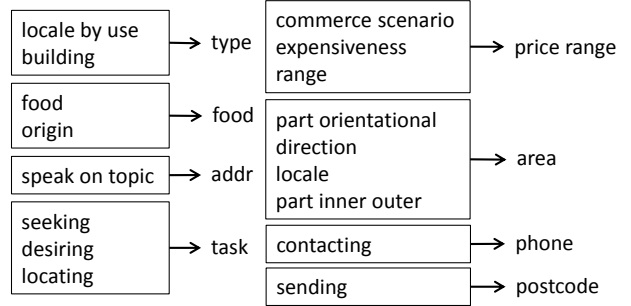 locale by use
building
type
food
origin
food
speak on topic
addr
seeking
desiring
locating
task
commerce scenario
expensiveness
range
price range
part orientational
direction
locale
part inner outer
area
contacting
phone
sending
postcode